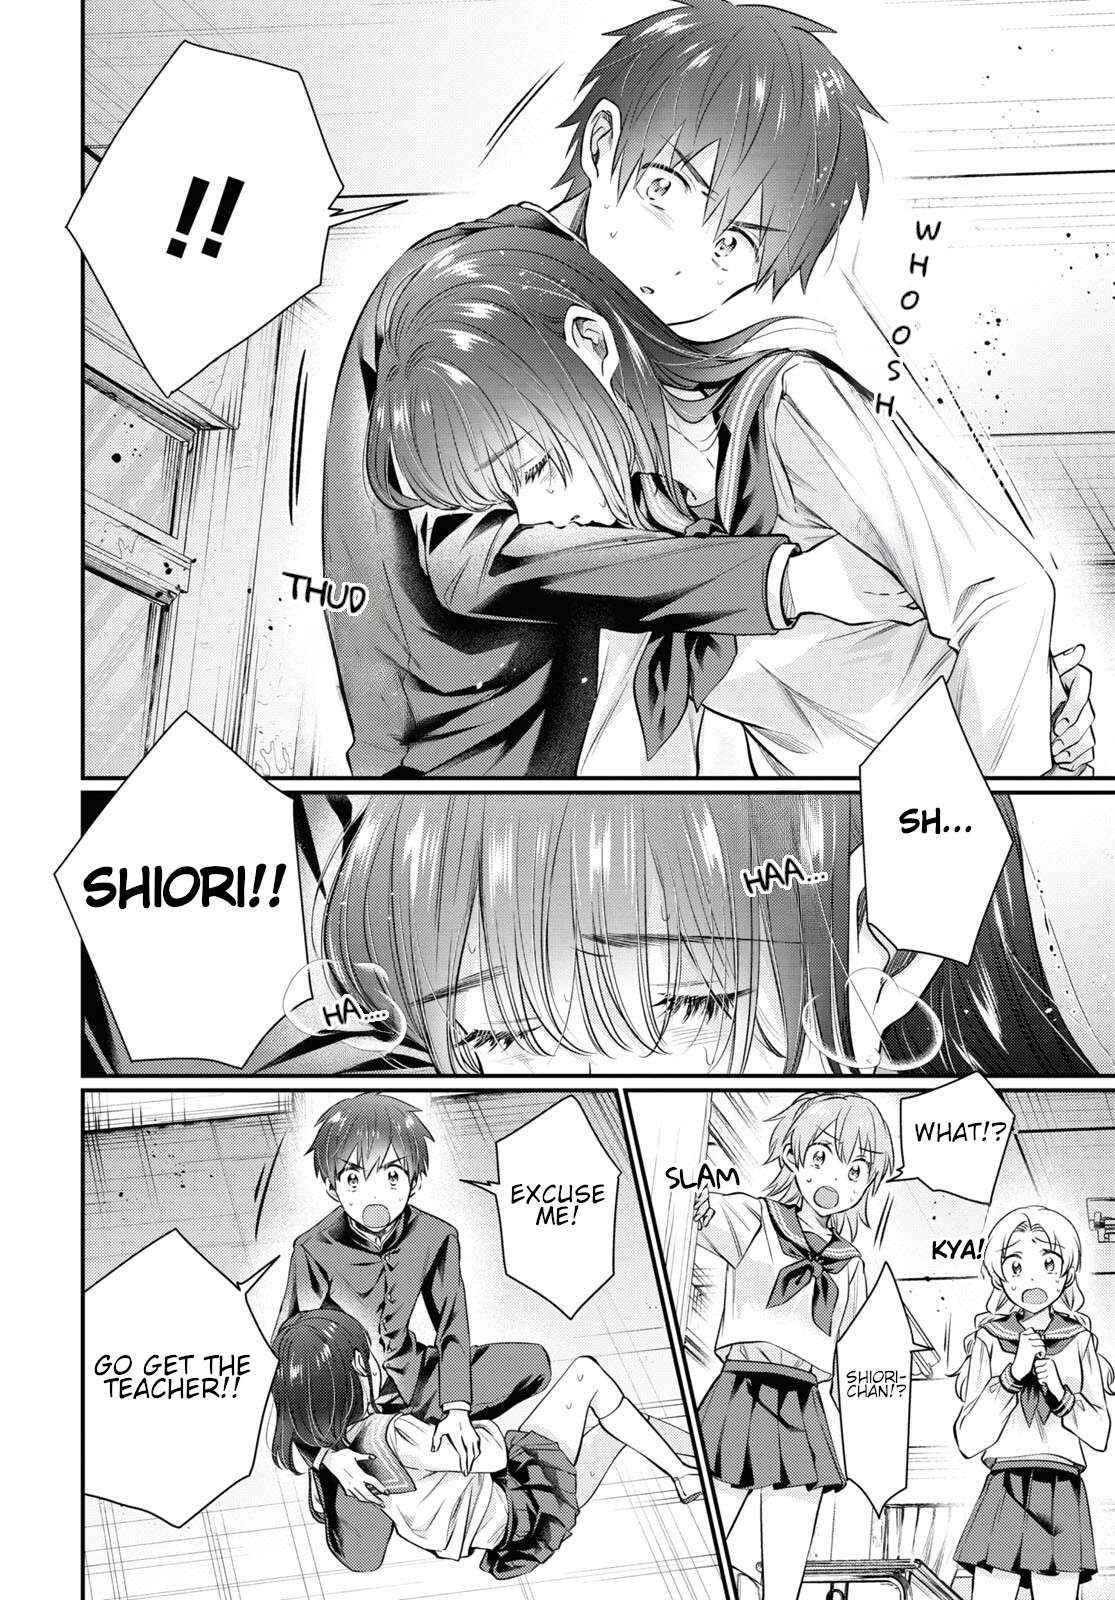 WHOOSH
!!
THUD
SH...
HAA...
SHIORI!!
HA....
WHAT!?
SLAM
KYA!
SHIORI-
CHAN!?
EXCUSE
ME!
GO GET THE
TEACHER!!